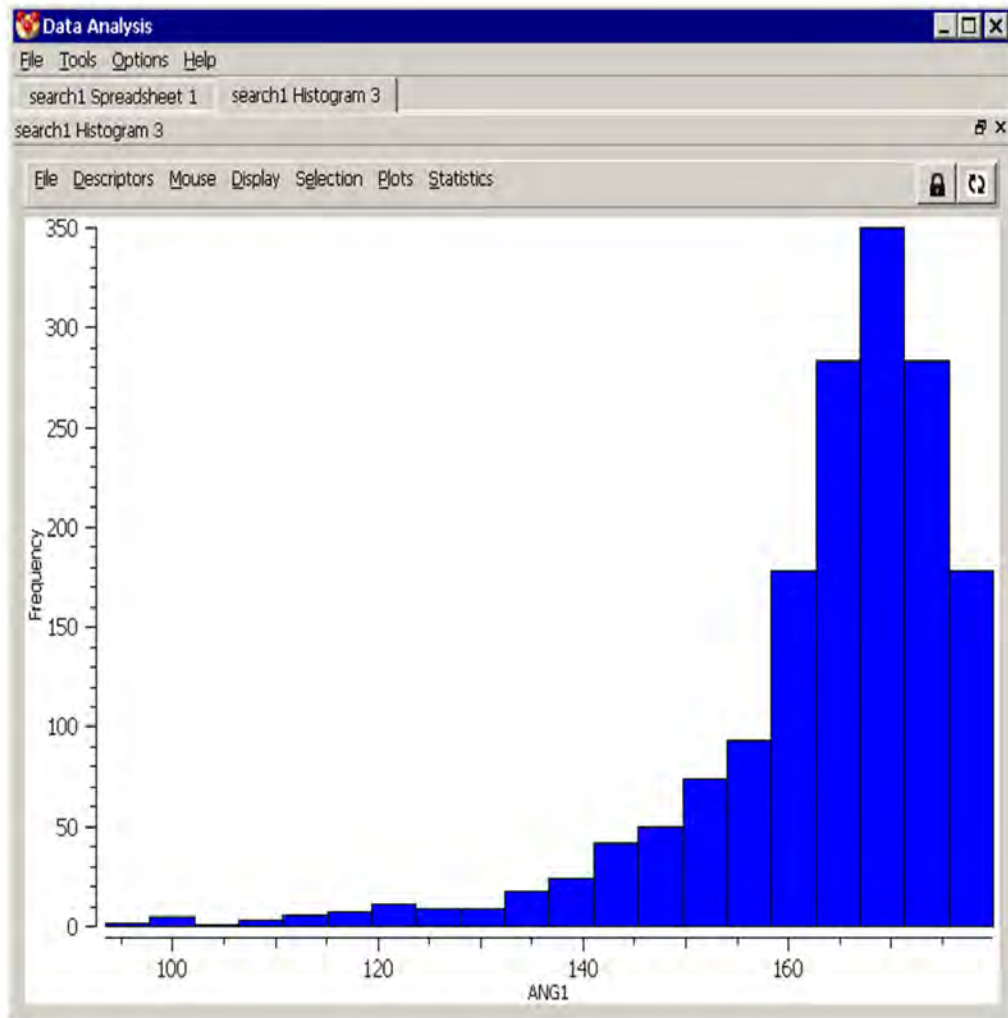 Data Analysis
File Tools Options Help
search1 Spreadsheet 1 search1 Histogram 3
search1 Histogram 3
File Descriptors Mouse Display Selection Plots Statistics
350
300
250
200
150
100
50
0
Frequency
100 120 140 160
ANG1